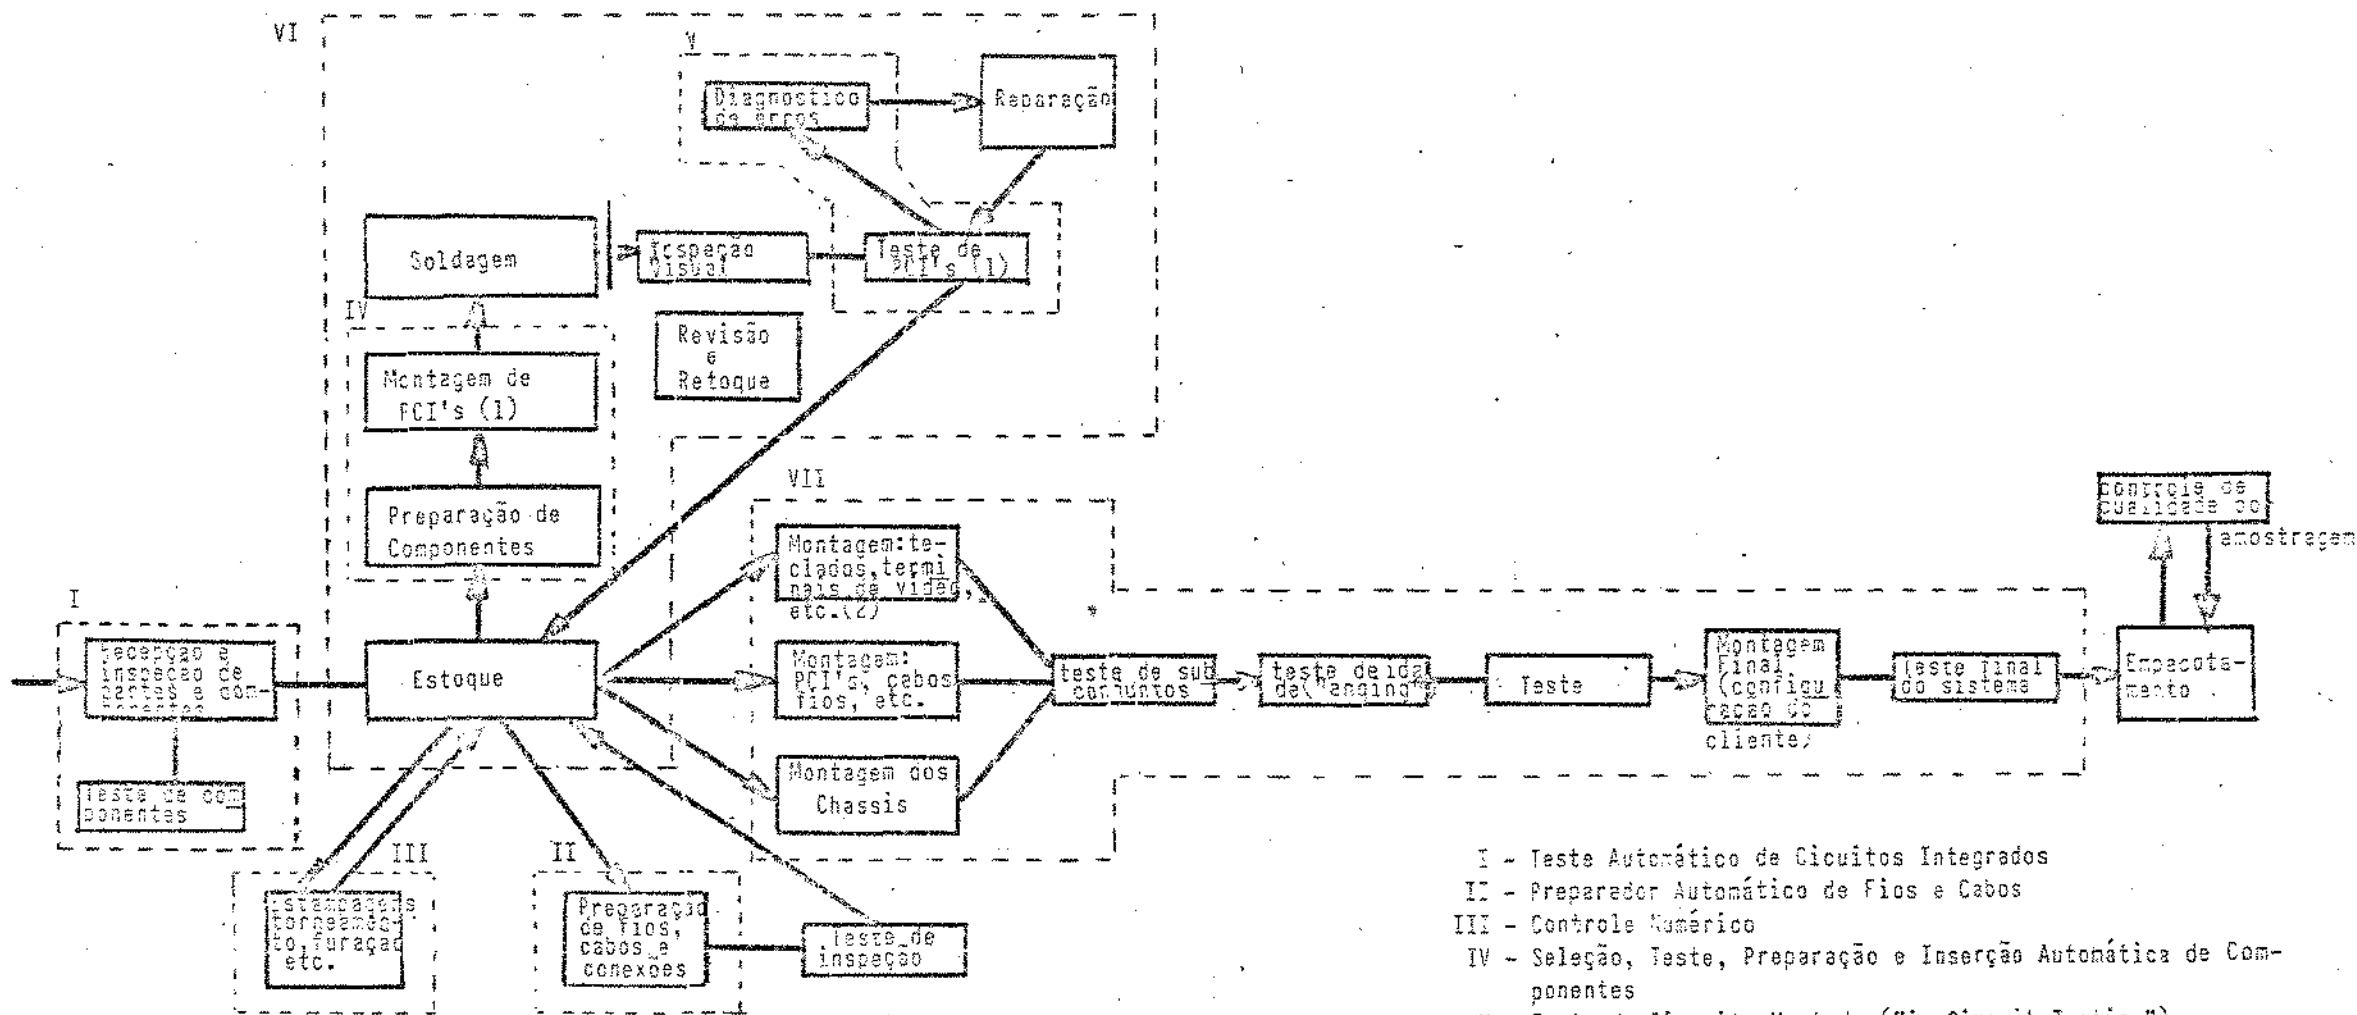 VI
V
Diagnostico
de erros
Reparação
Soldagem
Inspeção
Visual
Teste de
PCI's (1)
IV
Revisão
e
Retoque
Montagem de
PCI's (1)
Preparação de
Componentes
VII
Montagem:te-
clados,termi
nais de vídeo,
etc.(2)
controle de
qualidade por
amostragem
I
Recepção e
inspeção de
partes e com-
ponentes
Estoque
Montagem:
PCI's, cabos
fios, etc.
teste de sub
conjuntos
teste de ida
de("anging"
Teste
Montagem
Final
(configu
ração do
cliente)
Teste final
do sistema
Empacota-
mento
Teste de com
ponentes
Montagem dos
Chassis
III
II
Estampagens,
torneamen-
to,furação
etc.
Preparação
de fios,
cabos e
conexões
Teste de
inspeção
I - Teste Automático de Cicuitos Integrados
II - Preparador Automático de Fios e Cabos
III - Controle Numérico
IV - Seleção, Teste, Preparação e Inserção Automática de Com-
ponentes